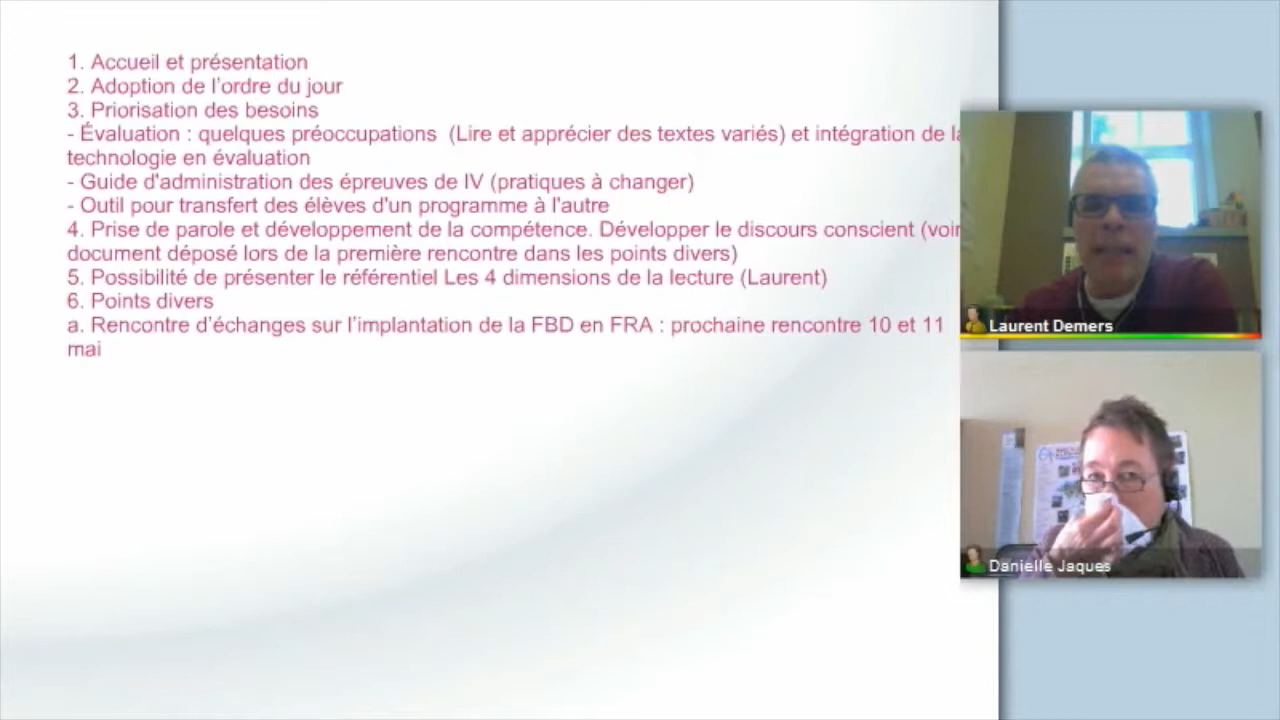 1. Accueil et présentation
2. Adoption de l'ordre du jour
3. Priorisation des besoins
- Évaluation : quelques préoccupations (Lire et apprécier des textes variés) et intégration de
technologie en évaluation
- Guide d'administration des épreuves de IV (pratiques à changer)
- Outil pour transfert des élèves d'un programme à l'autre
4. Prise de parole et développement de la compétence. Développer le discours conscient (voir
document déposé lors de la première rencontre dans les points divers)
5. Possibilité de présenter le référentiel Les 4 dimensions de la lecture (Laurent)
6. Points divers
a. Rencontre d'échanges sur l'implantation de la FBD en FRA : prochaine rencontre 10 et 11
mai
Laurent Demers
Danielle Jaques